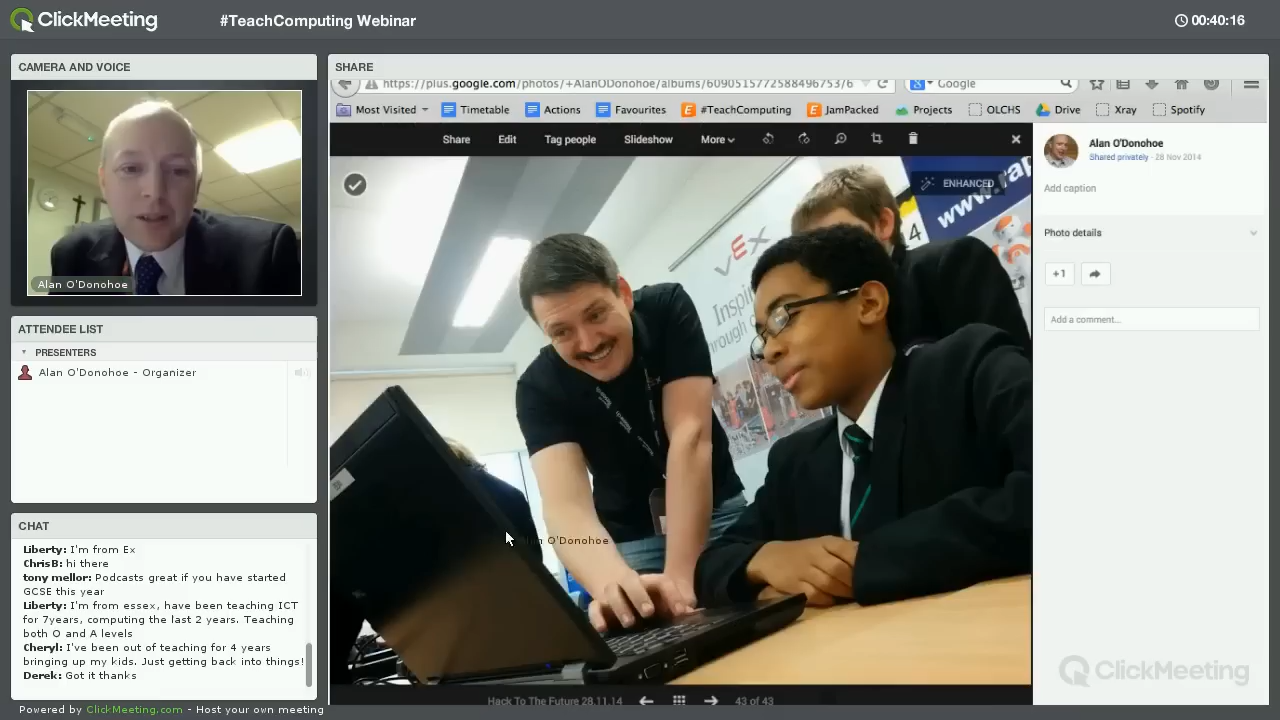 ClickMeeting
#TeachComputing Webinar
00:40:16
CAMERA AND VOICE
Alan O'Donohoe
ATTENDEE LIST
PRESENTERS
Alan O'Donohoe - Organizer
CHAT
Liberty: I'm from Ex
ChrisB: hi there
tony mellor: Podcasts great if you have started
GCSE this year
Liberty: I'm from essex, have been teaching ICT
for 7years, computing the last 2 years. Teaching
both O and A levels
Cheryl: I've been out of teaching for 4 years
bringing up my kids. Just getting back into things!
Derek: Got it thanks
Powered by ClickMeeting.com - Host your own meeting
SHARE
https://plus.google.com/photos/+AlanODonohoe/albums/6090515772588496753/6
Google
Most Visited Timetable Actions Favourites #TeachComputing JamPacked Projects OLCHS Drive Xray Spotify
Share Edit Tag people Slideshow More
ENHANCED
www.rap
4
VEX
Inspi
hrough
O'Donohoe
Hack To The Future 28.11.14
43 of 43
Alan O'Donohoe
Shared privately - 28 Nov 2014
Add caption
Photo details
+1
Add a comment...
ClickMeeting